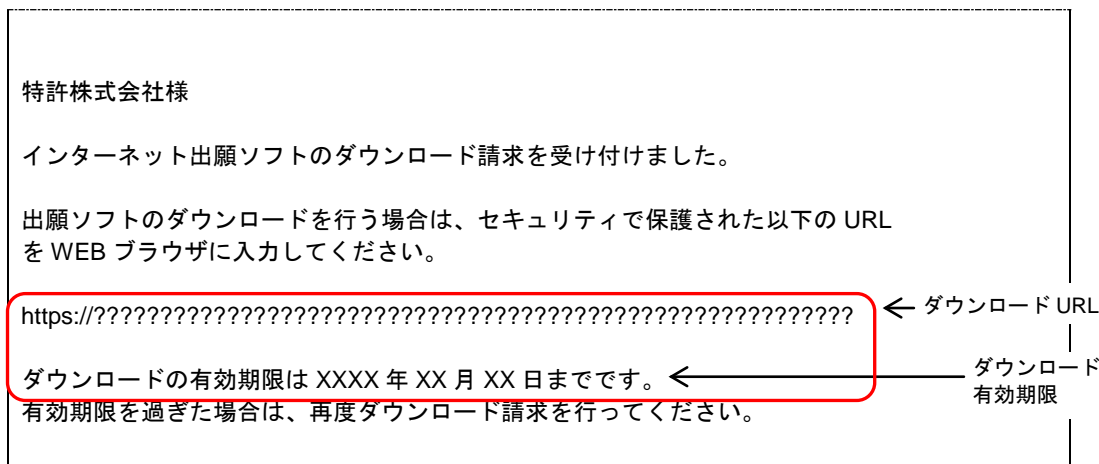 特許株式会社様
インターネット出願ソフトのダウンロード請求を受け付けました。
出願ソフトのダウンロードを行う場合は、セキュリティで保護された以下の URL
を WEB ブラウザに入力してください。
https://?????????????????????????????????????????????????????????
ダウンロード URL
ダウンロードの有効期限は XXXX 年 XX 月 XX 日までです。
ダウンロード
有効期限
有効期限を過ぎた場合は、再度ダウンロード請求を行ってください。